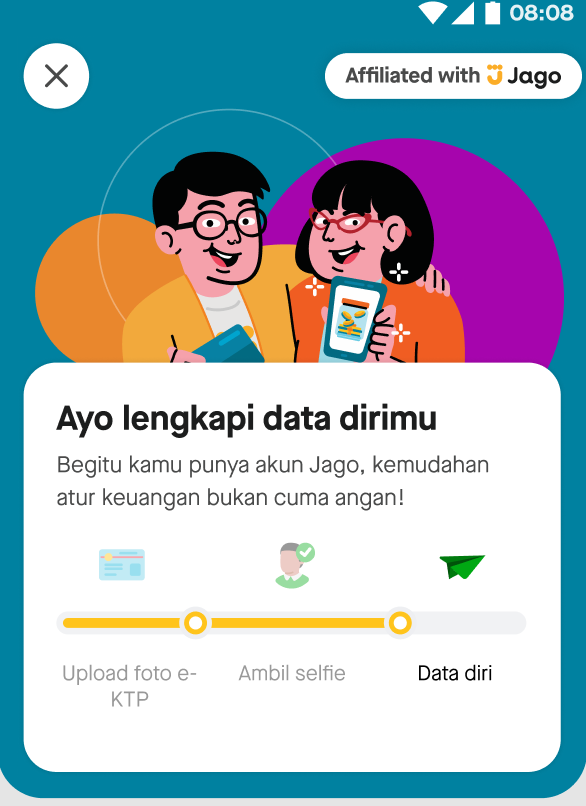 08:08
Affiliated with Jago
Ayo lengkapi data dirimu
Begitu kamu punya akun Jago, kemudahan
atur keuangan bukan cuma angan!
Upload foto e-
KTP
Ambil selfie
Data diri